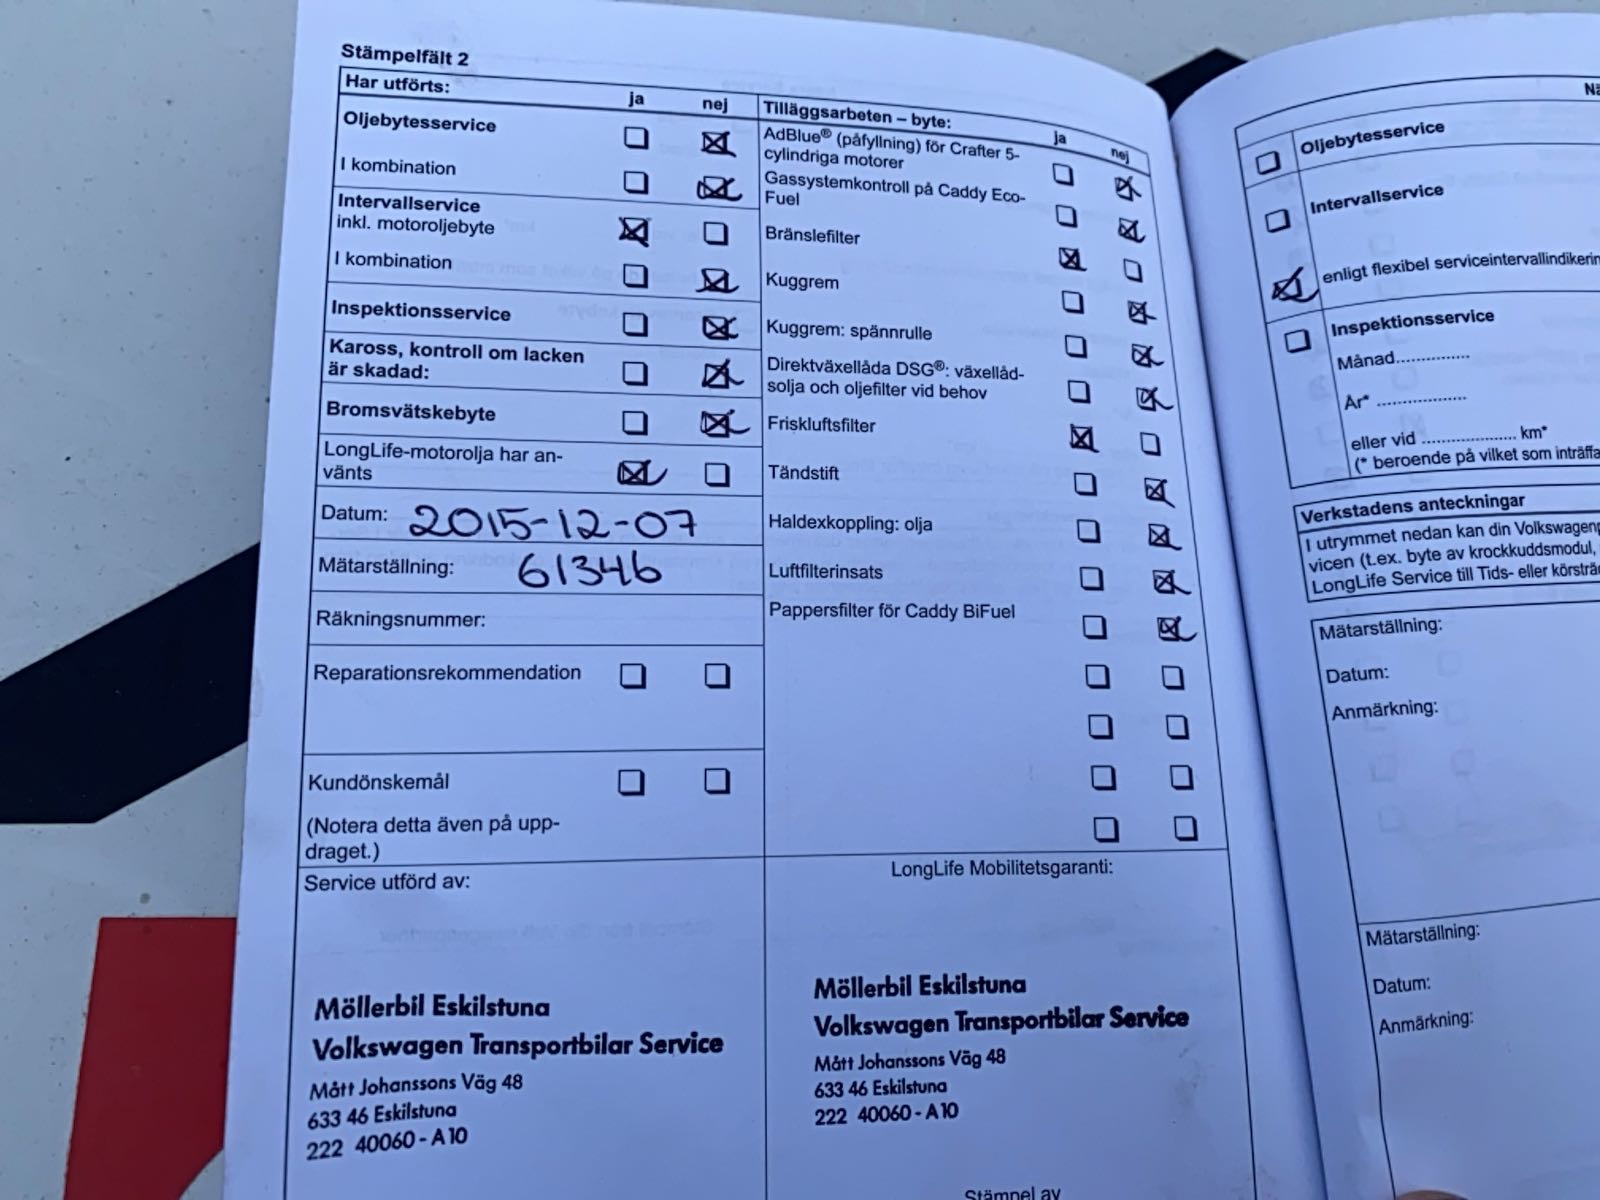 Stämpelfält 2
Har utförts:
ja nej
Oljebytesservice
I kombination
Intervallservice
inkl. motoroljebyte
I kombination
Inspektionsservice
Kaross, kontroll om lacken
är skadad:
Bromsvätskebyte
LongLife-motorolja har an-
vänts
Datum: 2015-12-07
Mätarställning: 61346
Räkningsnummer:
Reparationsrekommendation
Kundönskemål
(Notera detta även på upp-
draget.)
Service utförd av:
Möllerbil Eskilstuna
Volkswagen Transportbilar Service
Mått Johanssons Väg 48
633 46 Eskilstuna
222 40060 - A10
Tilläggsarbeten – byte:
ja nej
AdBlue® (påfyllning) för Crafter 5-
cylindriga motorer
Gassystemkontroll på Caddy Eco-
Fuel
Bränslefilter
Kuggrem
Kuggrem: spännrulle
Direktväxellåda DSG®: växellåd-
solja och oljefilter vid behov
Friskluftsfilter
Tändstift
Haldexkoppling: olja
Luftfilterinsats
Pappersfilter för Caddy BiFuel
LongLife Mobilitetsgaranti:
Möllerbil Eskilstuna
Volkswagen Transportbilar Service
Mått Johanssons Väg 48
633 46 Eskilstuna
222 40060 - A10
Stämpel av
Oljebytesservice
Intervallservice
enligt flexibel serviceintervallindikerin
Inspektionsservice
Månad...............
År* ..................
eller vid ................... km*
(* beroende på vilket som inträffa
Verkstadens anteckningar
I utrymmet nedan kan din Volkswagenp
vicen (t.ex. byte av krockkuddsmodul,
LongLife Service till Tids- eller körsträ
Mätarställning:
Datum:
Anmärkning:
Mätarställning:
Datum:
Anmärkning: